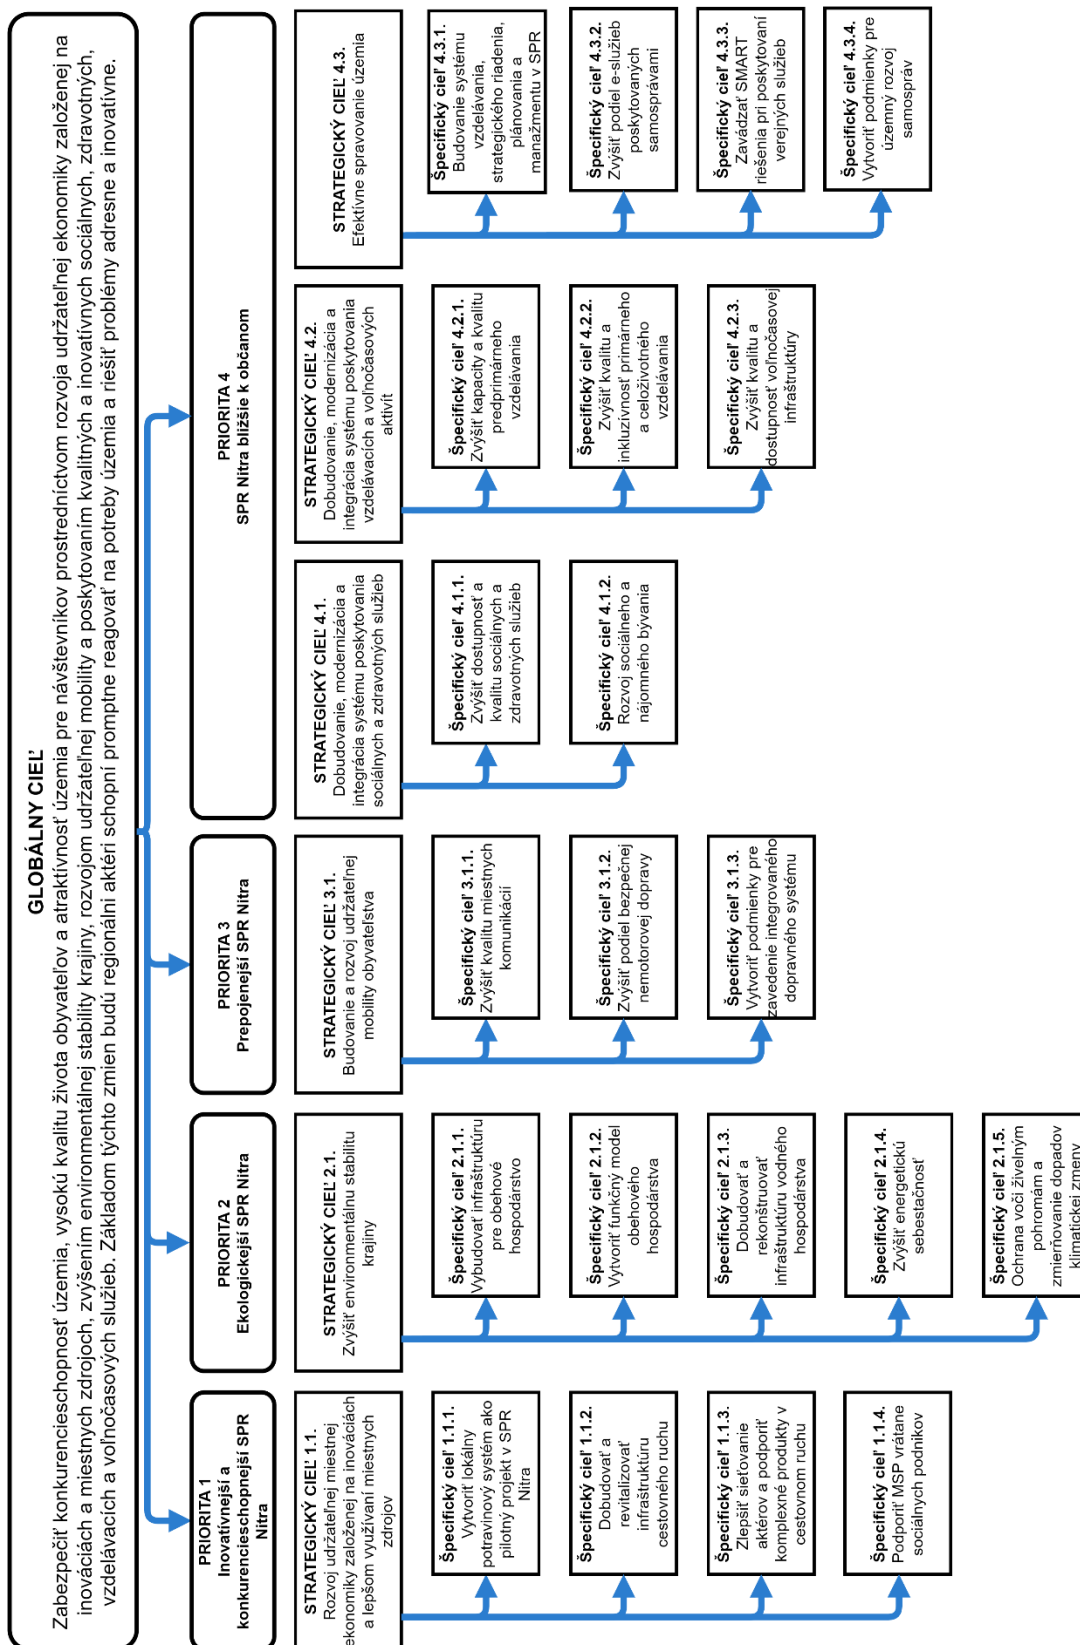 GLOBÁLNY CIEĽ
Zabezpečiť konkurencieschopnosť územia, vysokú kvalitu života obyvateľov a atraktívnosť územia pre návštevníkov prostredníctvom rozvoja udržateľnej ekonomiky založenej na
inováciách a miestnych zdrojoch, zvýšením environmentálnej stability krajiny, rozvojom udržateľnej mobility a poskytovaním kvalitných a inovatívnych sociálnych, zdravotných,
vzdelávacích a voľnočasových služieb. Základom týchto zmien budú regionálni aktéri schopní promptne reagovať na potreby územia a riešiť problémy adresne a inovatívne.
PRIORITA 1
Inovatívnejší a
konkurencieschopnejší SPR
Nitra
STRATEGICKÝ CIEĽ 1.1.
Rozvoj udržateľnej miestnej
ekonomiky založenej na inováciách
a lepšom využívaní miestnych
zdrojov
Špecifický cieľ 1.1.1.
Vytvoriť lokálny
potravinový systém ako
pilotný projekt v SPR
Nitra
Špecifický cieľ 1.1.2.
Dobudovať a
revitalizovať
infraštruktúru
cestovného ruchu
Špecifický cieľ 1.1.3.
Zlepšiť sieťovanie
aktérov a podporiť
komplexné produkty v
cestovnom ruchu
Špecifický cieľ 1.1.4.
Podporiť MSP vrátane
sociálnych podnikov
PRIORITA 2
Ekologickejší SPR Nitra
STRATEGICKÝ CIEĽ 2.1.
Zvýšiť environmentálnu stabilitu
krajiny
Špecifický cieľ 2.1.1.
Vybudovať infraštruktúru
pre obehové
hospodárstvo
Špecifický cieľ 2.1.2.
Vytvoriť funkčný model
obehového
hospodárstva
Špecifický cieľ 2.1.3.
Dobudovať a
rekonštruovať
infraštruktúru vodného
hospodárstva
Špecifický cieľ 2.1.4.
Zvýšiť energetickú
sebestačnosť
Špecifický cieľ 2.1.5.
Ochrana voči živelným
pohromám a
zmierňovanie dopadov
klimatickej zmeny
PRIORITA 3
Prepojenejší SPR Nitra
STRATEGICKÝ CIEĽ 3.1.
Budovanie a rozvoj udržateľnej
mobility obyvateľstva
Špecifický cieľ 3.1.1.
Zvýšiť kvalitu miestnych
komunikácií
Špecifický cieľ 3.1.2.
Zvýšiť podiel bezpečnej
nemotorovej dopravy
Špecifický cieľ 3.1.3.
Vytvoriť podmienky pre
zavedenie integrovaného
dopravného systému
PRIORITA 4
SPR Nitra bližšie k občanom
STRATEGICKÝ CIEĽ 4.1.
Dobudovanie, modernizácia a
integrácia systému poskytovania
sociálnych a zdravotných služieb
Špecifický cieľ 4.1.1.
Zvýšiť dostupnosť a
kvalitu sociálnych a
zdravotných služieb
Špecifický cieľ 4.1.2.
Rozvoj sociálneho a
nájomného bývania
STRATEGICKÝ CIEĽ 4.2.
Dobudovanie, modernizácia a
integrácia systému poskytovania
vzdelávacích a voľnočasových
aktivít
Špecifický cieľ 4.2.1.
Zvýšiť kapacity a kvalitu
predprimárneho
vzdelávania
Špecifický cieľ 4.2.2.
Zvýšiť kvalitu a
inkluzívnosť primárneho
a celoživotného
vzdelávania
Špecifický cieľ 4.2.3.
Zvýšiť kvalitu a
dostupnosť voľnočasovej
infraštruktúry
STRATEGICKÝ CIEĽ 4.3.
Efektívne spravovanie územia
Špecifický cieľ 4.3.1.
Budovanie systému
vzdelávania,
strategického riadenia,
plánovania a
manažmentu v SPR
Špecifický cieľ 4.3.2.
Zvýšiť podiel e-služieb
poskytovaných
samosprávami
Špecifický cieľ 4.3.3.
Zavádzať SMART
riešenia pri poskytovaní
verejných služieb
Špecifický cieľ 4.3.4.
Vytvoriť podmienky pre
územný rozvoj
samospráv